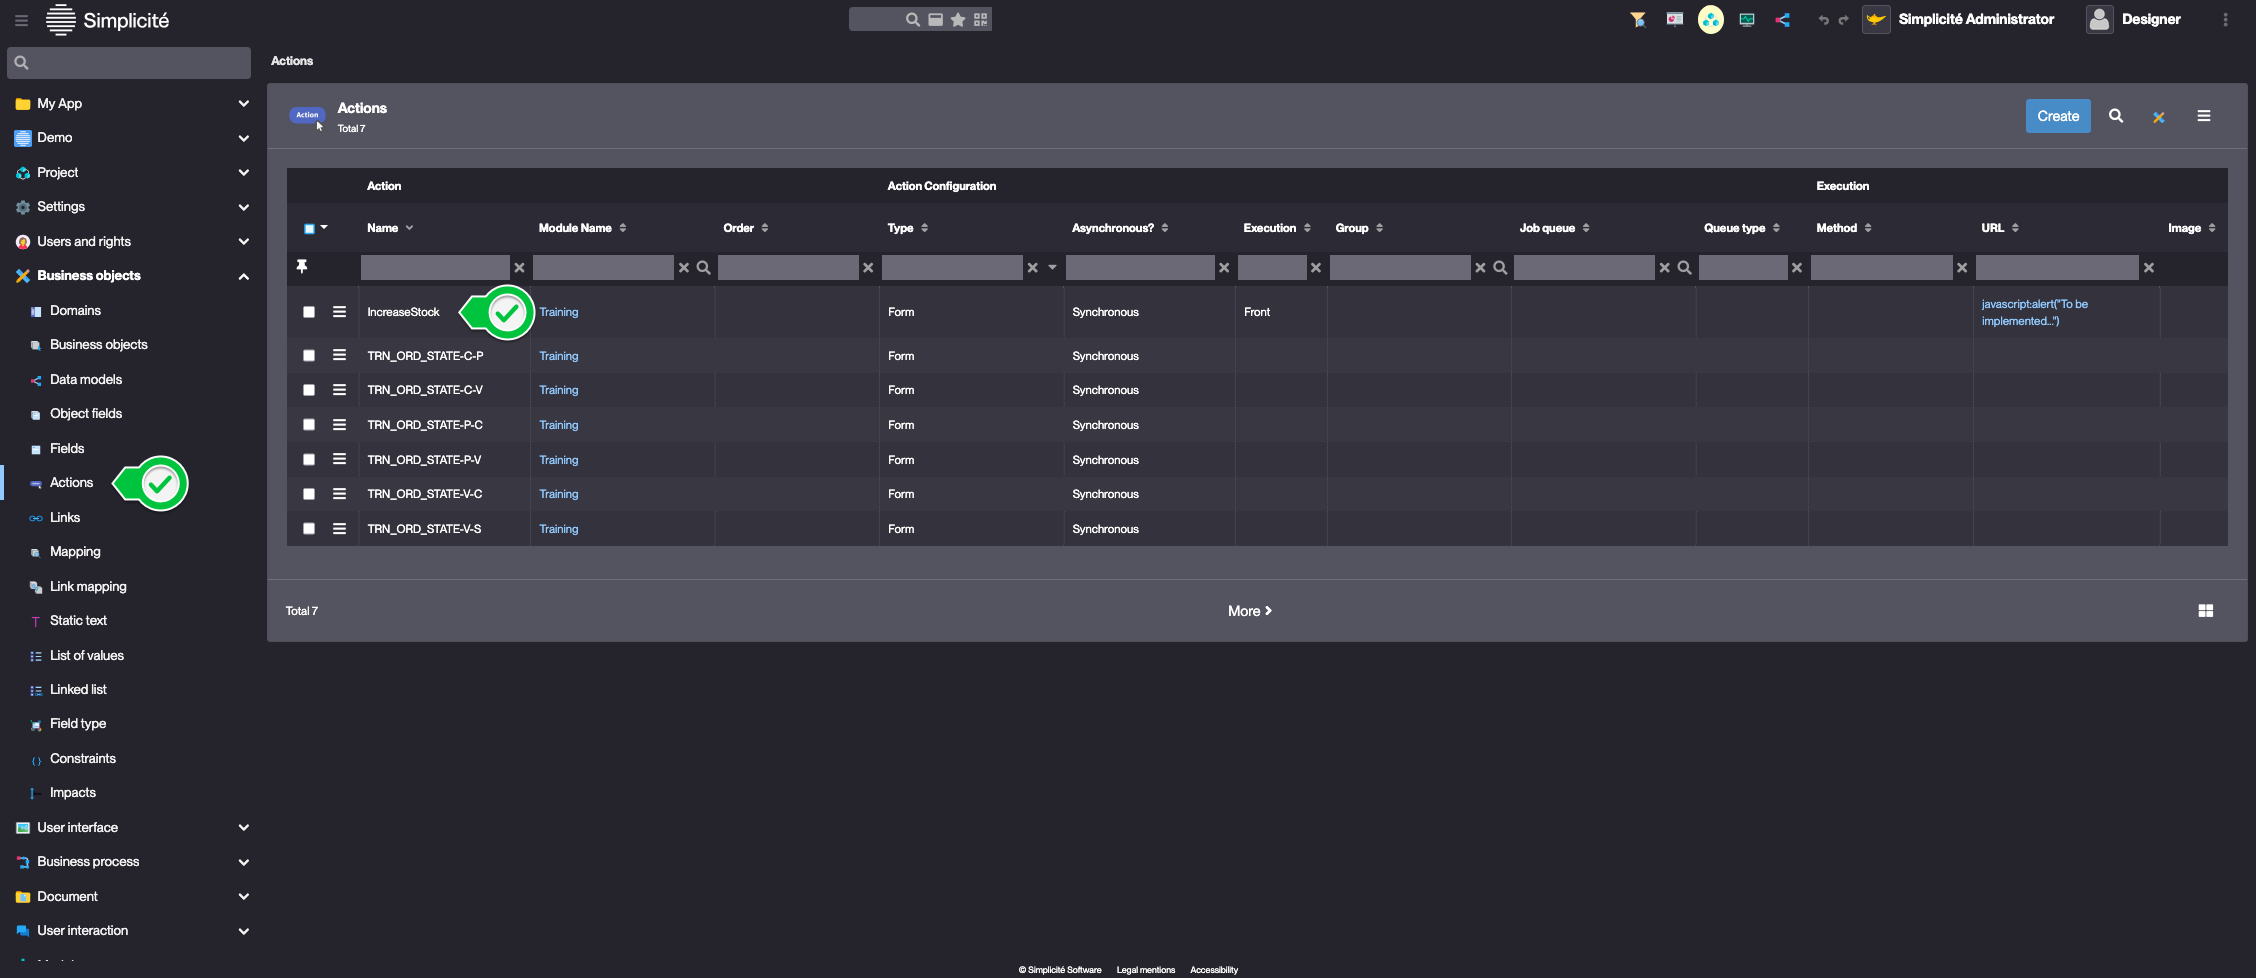 Simplicité
Simplicité Administrator
Designer
My App
Demo
Project
Settings
Users and rights
Business objects
Domains
Business objects
Data models
Object fields
Fields
Actions
Links
Mapping
Link mapping
Static text
List of values
Linked list
Field type
Constraints
Impacts
User interface
Business process
Document
User interaction
Actions
Action
Actions
Total 7
Create
Action Action Configuration Execution
Name Module Name Order Type Asynchronous? Execution Group Job queue Queue type Method URL Image
IncreaseStock Training Form Synchronous Front javascript:alert("To be
implemented...")
TRN_ORD_STATE-C-P Training Form Synchronous
TRN_ORD_STATE-C-V Training Form Synchronous
TRN_ORD_STATE-P-C Training Form Synchronous
TRN_ORD_STATE-P-V Training Form Synchronous
TRN_ORD_STATE-V-C Training Form Synchronous
TRN_ORD_STATE-V-S Training Form Synchronous
Total 7
More
© Simplicité Software Legal mentions Accessibility